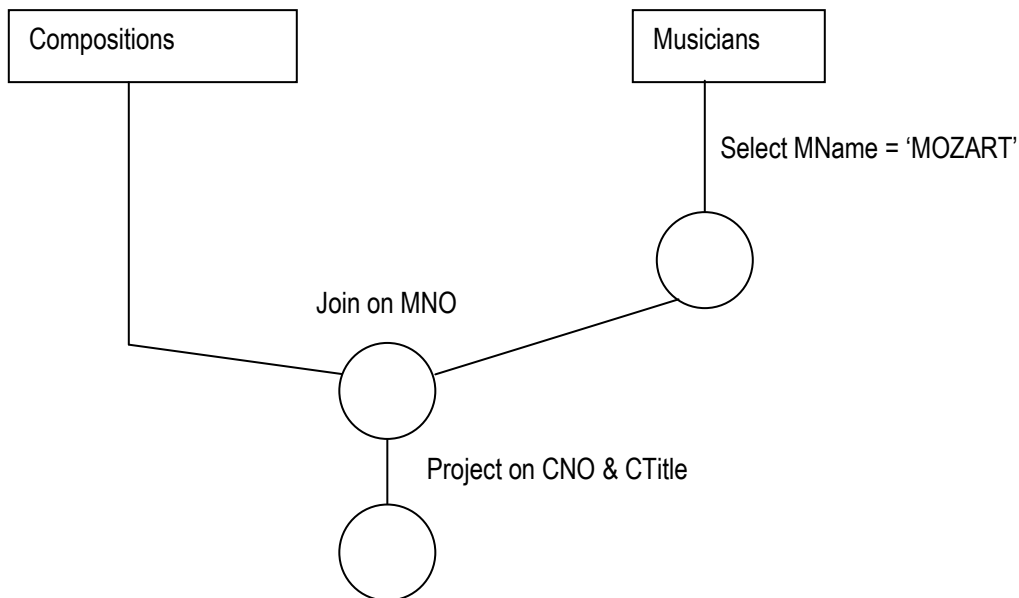 Compositions
Musicians
Select MName = ‘MOZART’
Join on MNO
Project on CNO & CTitle